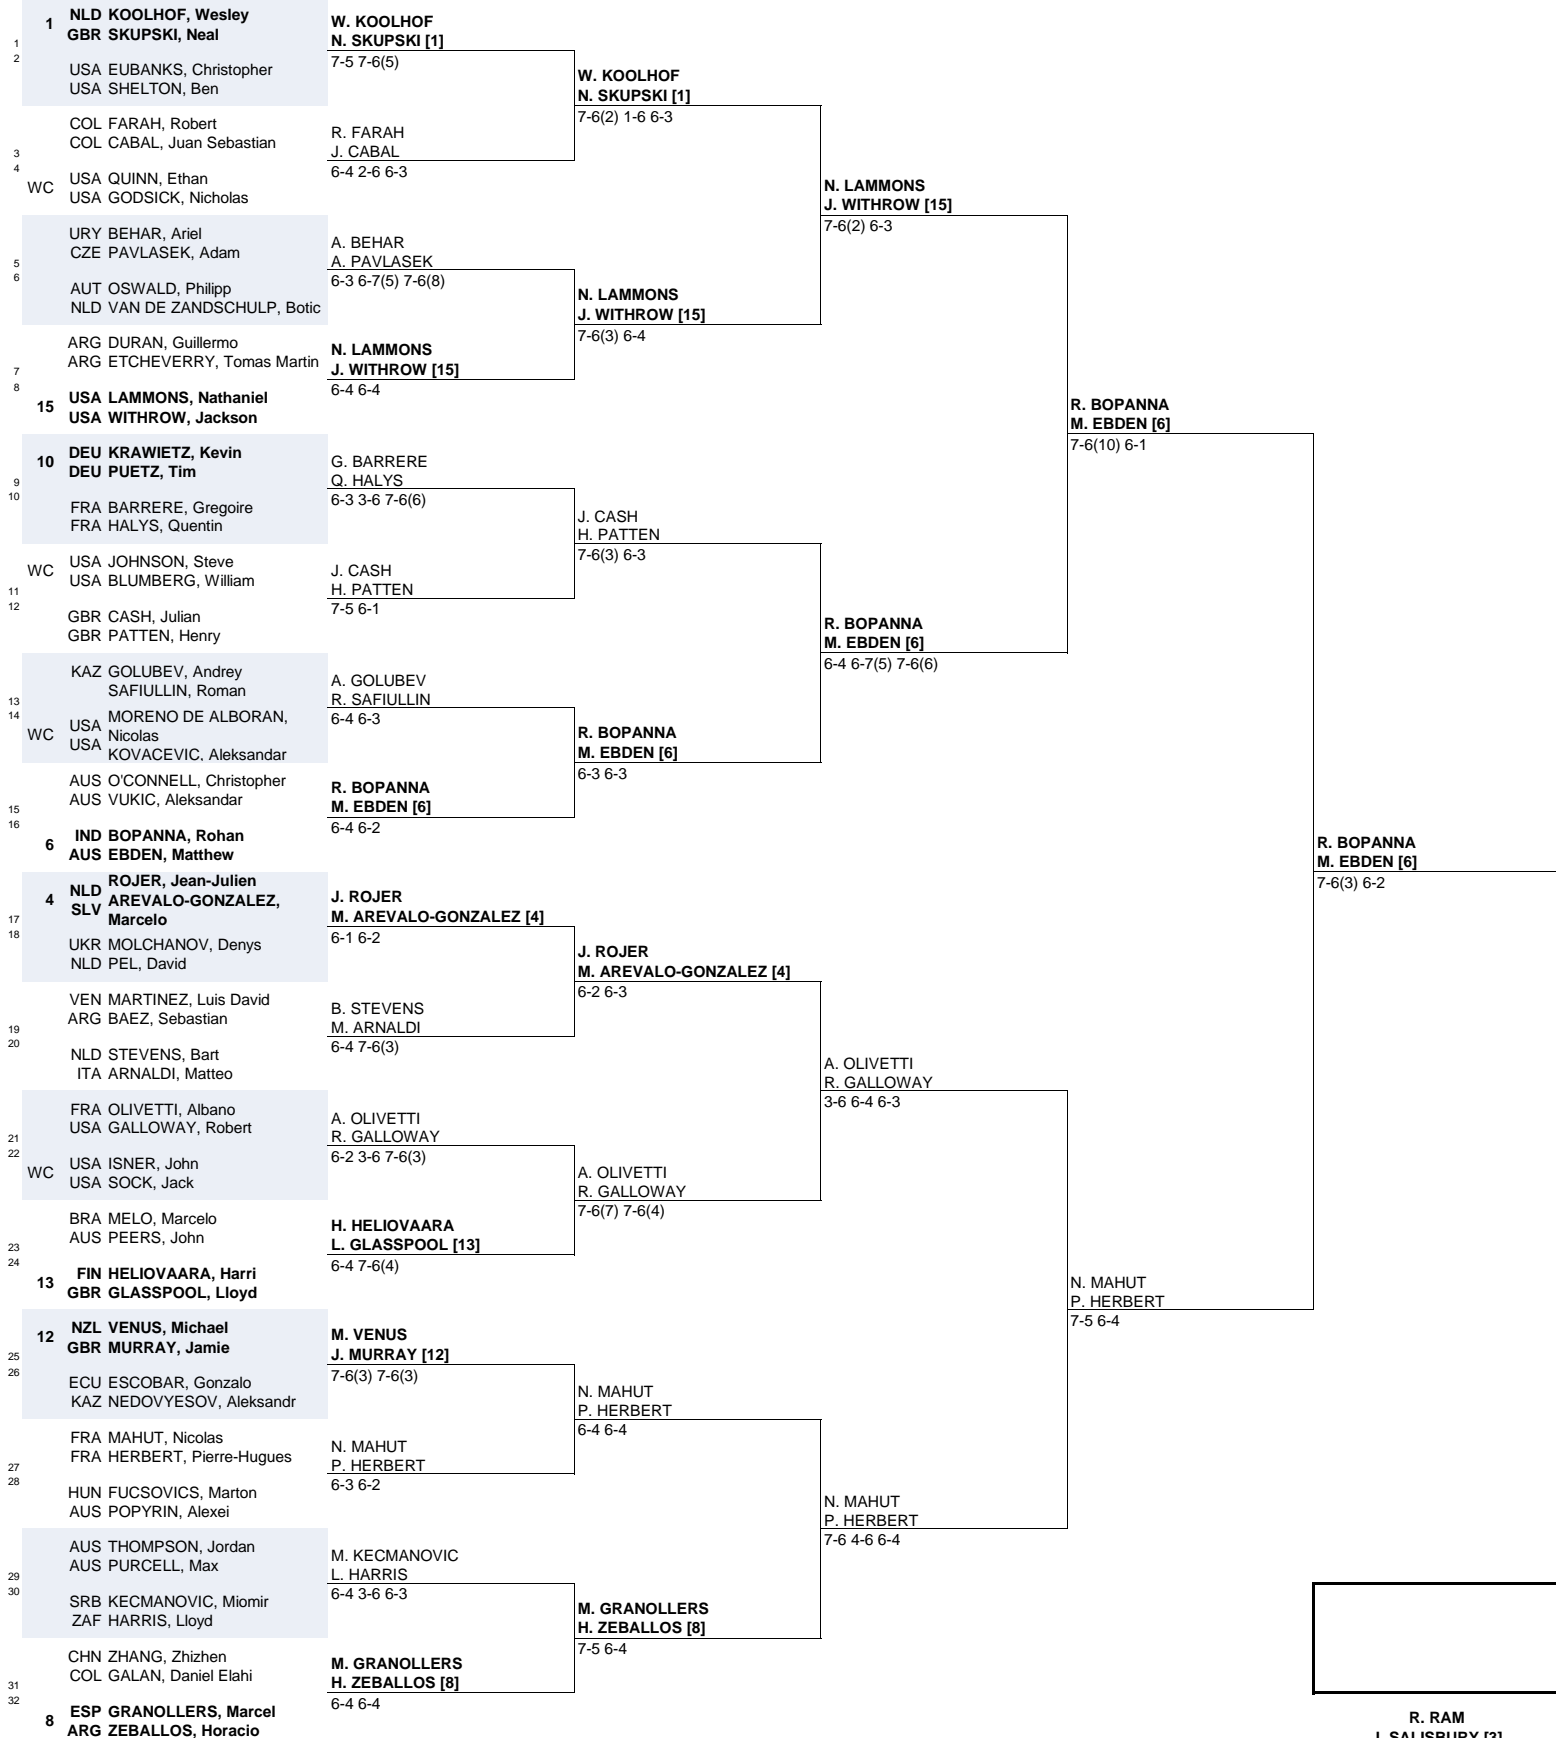 1
NLD KOOLHOF, Wesley
GBR SKUPSKI, Neal
1
2
USA EUBANKS, Christopher
USA SHELTON, Ben
COL FARAH, Robert
COL CABAL, Juan Sebastian
3
4
WC
USA QUINN, Ethan
USA GODSICK, Nicholas
URY BEHAR, Ariel
CZE PAVLASEK, Adam
5
6
AUT OSWALD, Philipp
NLD VAN DE ZANDSCHULP, Botic
ARG DURAN, Guillermo
ARG ETCHEVERRY, Tomas Martin
7
8
15
USA LAMMONS, Nathaniel
USA WITHROW, Jackson
10
DEU KRAWIETZ, Kevin
DEU PUETZ, Tim
9
10
FRA BARRERE, Gregoire
FRA HALYS, Quentin
WC
USA JOHNSON, Steve
USA BLUMBERG, William
11
12
GBR CASH, Julian
GBR PATTEN, Henry
KAZ GOLUBEV, Andrey
SAFIULLIN, Roman
13
14
WC
USA
USA
MORENO DE ALBORAN,
Nicolas
KOVACEVIC, Aleksandar
AUS O'CONNELL, Christopher
AUS VUKIC, Aleksandar
15
16
6
IND BOPANNA, Rohan
AUS EBDEN, Matthew
4
NLD
SLV
ROJER, Jean-Julien
AREVALO-GONZALEZ,
Marcelo
17
18
UKR MOLCHANOV, Denys
NLD PEL, David
VEN MARTINEZ, Luis David
ARG BAEZ, Sebastian
19
20
NLD STEVENS, Bart
ITA ARNALDI, Matteo
FRA OLIVETTI, Albano
USA GALLOWAY, Robert
21
22
WC
USA ISNER, John
USA SOCK, Jack
BRA MELO, Marcelo
AUS PEERS, John
23
24
13
FIN HELIOVAARA, Harri
GBR GLASSPOOL, Lloyd
12
NZL VENUS, Michael
GBR MURRAY, Jamie
25
26
ECU ESCOBAR, Gonzalo
KAZ NEDOVYESOV, Aleksandr
FRA MAHUT, Nicolas
FRA HERBERT, Pierre-Hugues
27
28
HUN FUCSOVICS, Marton
AUS POPYRIN, Alexei
AUS THOMPSON, Jordan
AUS PURCELL, Max
29
30
SRB KECMANOVIC, Miomir
ZAF HARRIS, Lloyd
CHN ZHANG, Zhizhen
COL GALAN, Daniel Elahi
31
32
8
ESP GRANOLLERS, Marcel
ARG ZEBALLOS, Horacio
W. KOOLHOF
N. SKUPSKI [1]
7-5 7-6(5)
R. FARAH
J. CABAL
6-4 2-6 6-3
A. BEHAR
A. PAVLASEK
6-3 6-7(5) 7-6(8)
N. LAMMONS
J. WITHROW [15]
6-4 6-4
G. BARRERE
Q. HALYS
6-3 3-6 7-6(6)
J. CASH
H. PATTEN
7-5 6-1
A. GOLUBEV
R. SAFIULLIN
6-4 6-3
R. BOPANNA
M. EBDEN [6]
6-4 6-2
J. ROJER
M. AREVALO-GONZALEZ [4]
6-1 6-2
B. STEVENS
M. ARNALDI
6-4 7-6(3)
A. OLIVETTI
R. GALLOWAY
6-2 3-6 7-6(3)
H. HELIOVAARA
L. GLASSPOOL [13]
6-4 7-6(4)
M. VENUS
J. MURRAY [12]
7-6(3) 7-6(3)
N. MAHUT
P. HERBERT
6-3 6-2
M. KECMANOVIC
L. HARRIS
6-4 3-6 6-3
M. GRANOLLERS
H. ZEBALLOS [8]
6-4 6-4
W. KOOLHOF
N. SKUPSKI [1]
7-6(2) 1-6 6-3
N. LAMMONS
J. WITHROW [15]
7-6(3) 6-4
J. CASH
H. PATTEN
7-6(3) 6-3
R. BOPANNA
M. EBDEN [6]
6-3 6-3
J. ROJER
M. AREVALO-GONZALEZ [4]
6-2 6-3
A. OLIVETTI
R. GALLOWAY
7-6(7) 7-6(4)
N. MAHUT
P. HERBERT
6-4 6-4
M. GRANOLLERS
H. ZEBALLOS [8]
7-5 6-4
N. LAMMONS
J. WITHROW [15]
7-6(2) 6-3
R. BOPANNA
M. EBDEN [6]
6-4 6-7(5) 7-6(6)
A. OLIVETTI
R. GALLOWAY
3-6 6-4 6-3
N. MAHUT
P. HERBERT
7-6 4-6 6-4
R. BOPANNA
M. EBDEN [6]
7-6(10) 6-1
N. MAHUT
P. HERBERT
7-5 6-4
R. BOPANNA
M. EBDEN [6]
7-6(3) 6-2
R. RAM
J. SALISBURY [3]